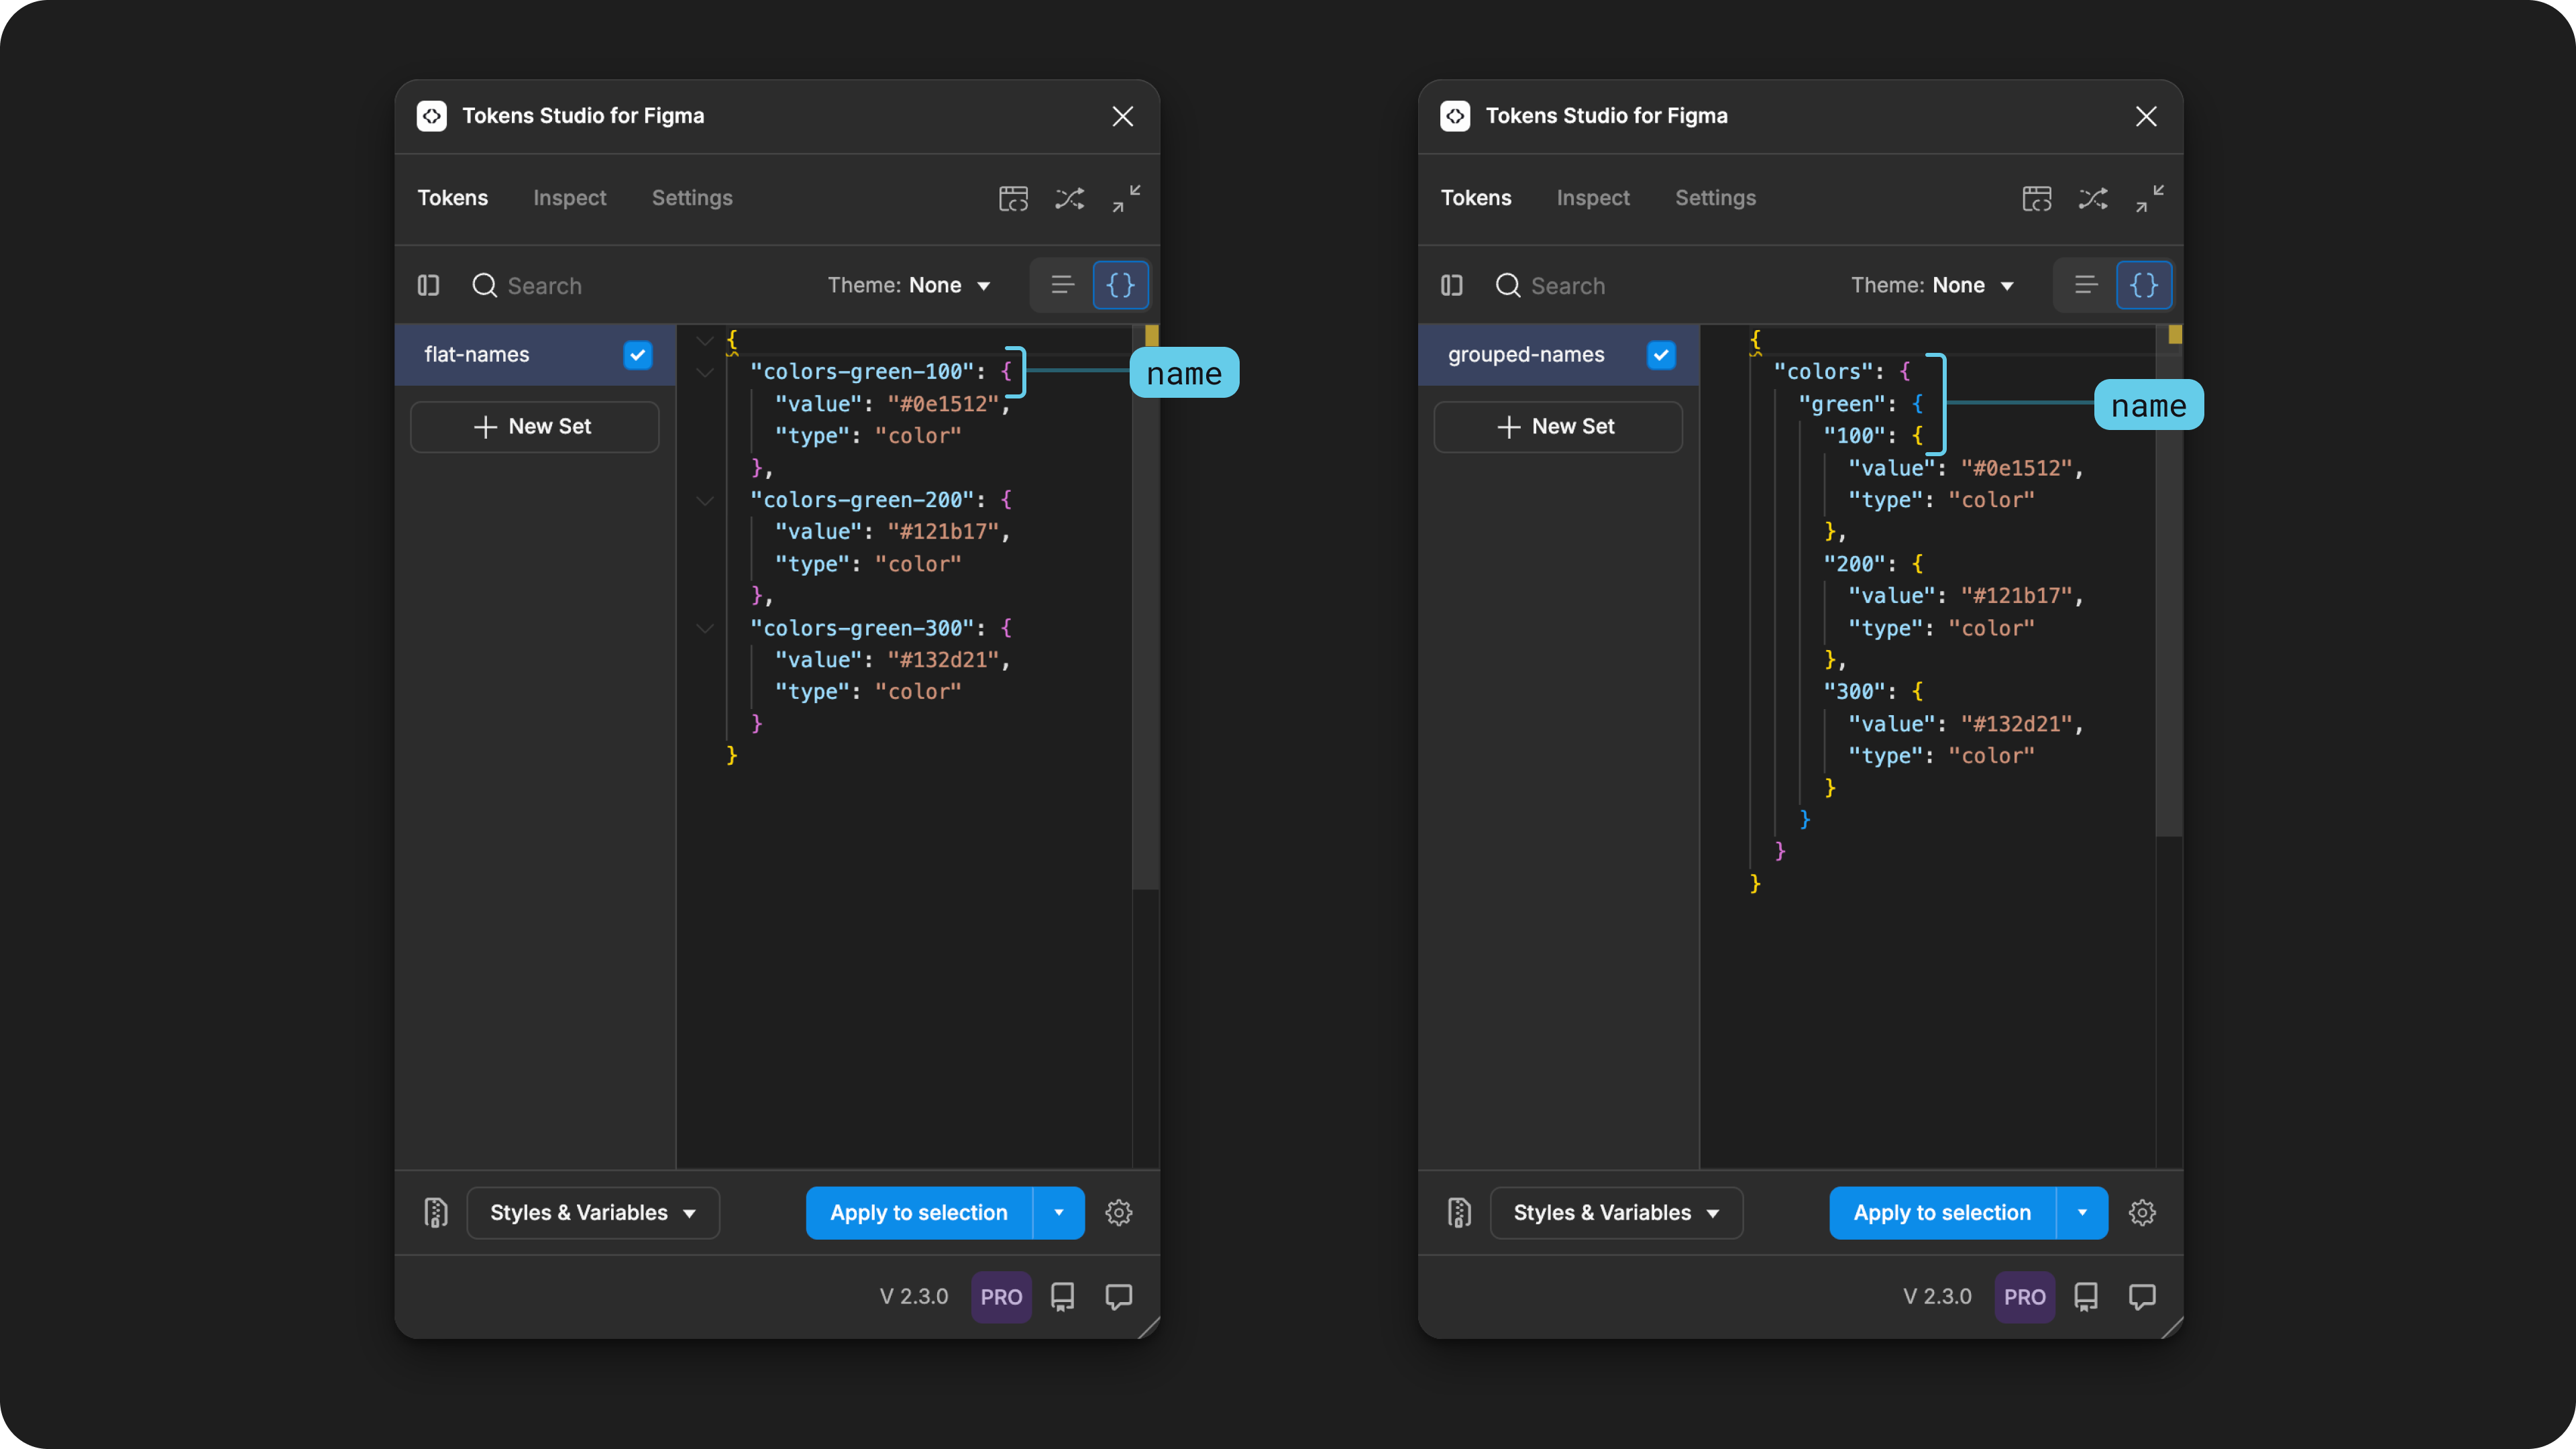 Tokens Studio for Figma
Tokens Inspect Settings
Search Theme: None {}
flat-names
New Set
{
"colors-green-100": {
"value": "#0e1512",
"type": "color"
},
"colors-green-200": {
"value": "#121b17",
"type": "color"
},
"colors-green-300": {
"value": "#132d21",
"type": "color"
}
}
name
Styles & Variables Apply to selection
V 2.3.0 PRO
Tokens Studio for Figma
Tokens Inspect Settings
Search Theme: None {}
grouped-names
New Set
{
"colors": {
"green": {
"100": {
"value": "#0e1512",
"type": "color"
},
"200": {
"value": "#121b17",
"type": "color"
},
"300": {
"value": "#132d21",
"type": "color"
}
}
}
}
name
Styles & Variables Apply to selection
V 2.3.0 PRO